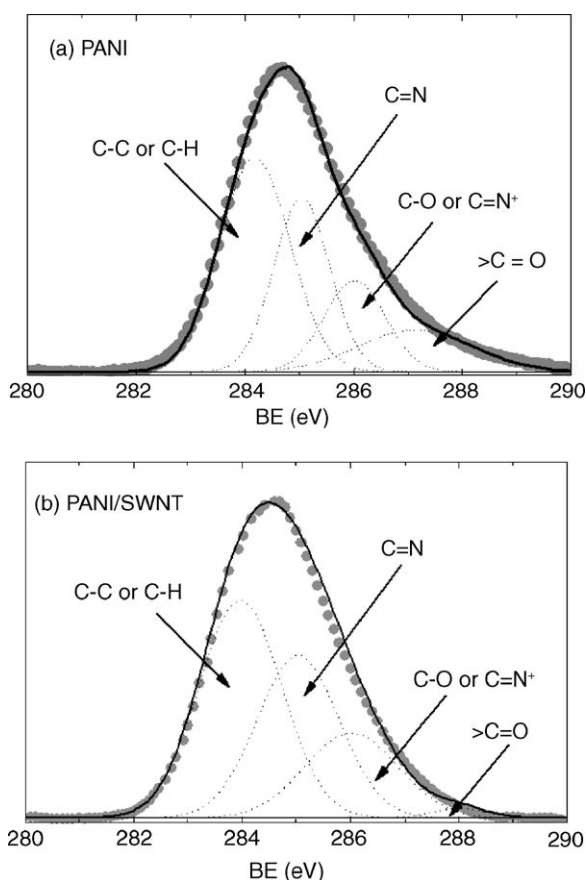 (a) PANI
C=N
C-C or C-H
C-O or C=N⁺
>C = O
280 282 284 286 288 290
BE (eV)
(b) PANI/SWNT
C=N
C-C or C-H
C-O or C=N⁺
>C=O
280 282 284 286 288 290
BE (eV)